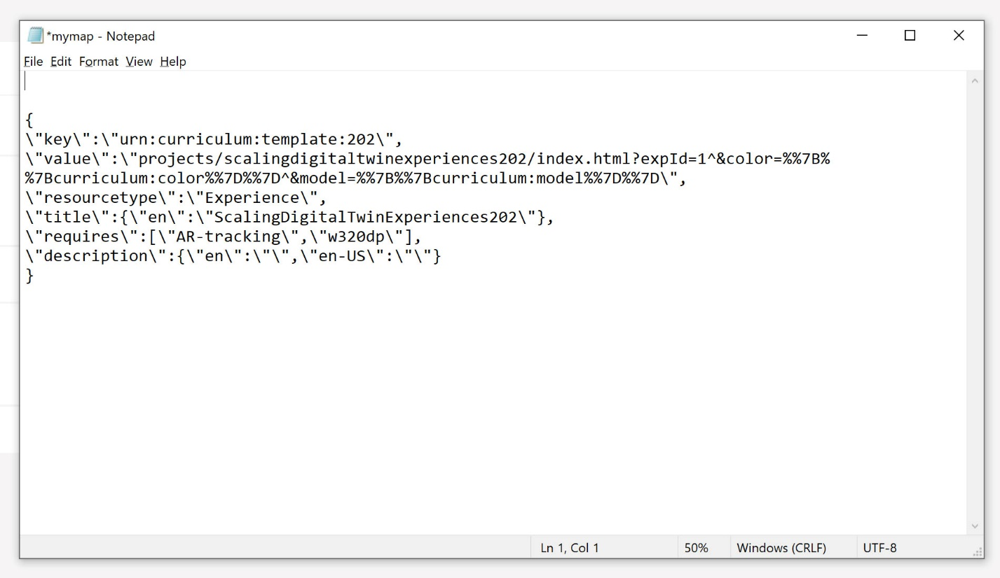 *mymap - Notepad
File Edit Format View Help
{
\"key\":\"urn:curriculum:template:202\",
\"value\":\"projects/scalingdigitaltwinexperiences202/index.html?expId=1^&color=%%7B%
%7Bcurriculum:color%%7D%%7D^&model=%%7B%%7Bcurriculum:model%%7D%%7D\",
\"resourcetype\":\"Experience\",
\"title\":{\"en\":\"ScalingDigitalTwinExperiences202\"},
\"requires\":[\"AR-tracking\",\"w320dp\"],
\"description\":{\"en\":\"\",\"en-US\":\"\"}
}
Ln 1, Col 1 50% Windows (CRLF) UTF-8